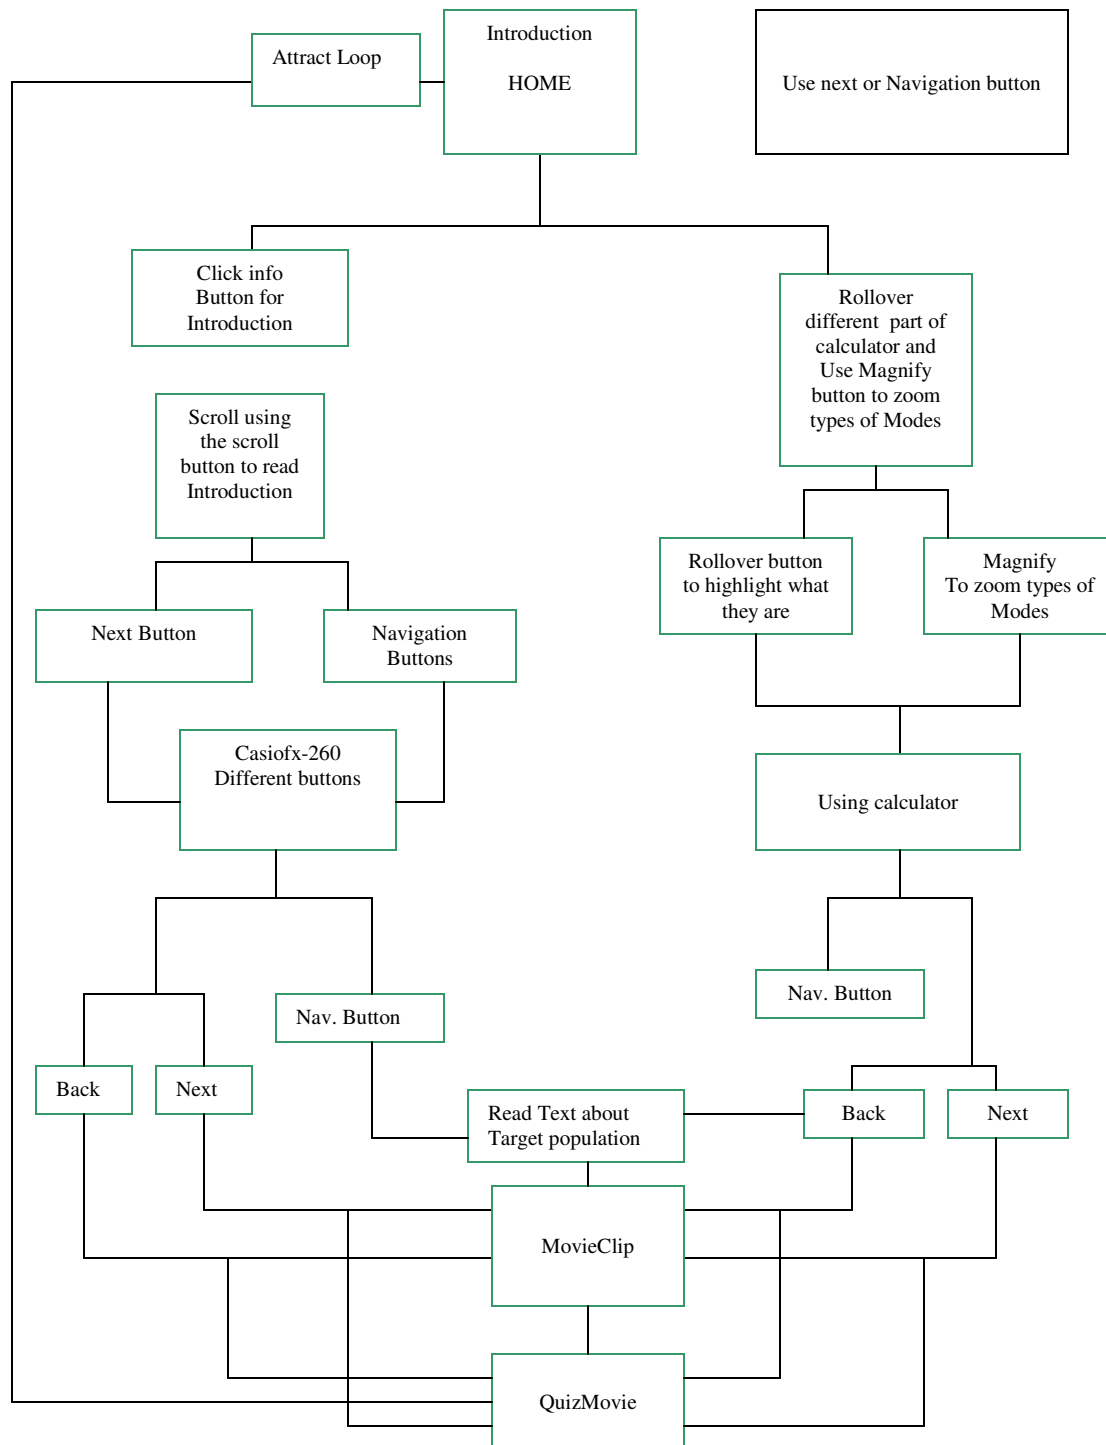 Attract Loop
Introduction
HOME
Use next or Navigation button
Click info
Button for
Introduction
Rollover
different part of
calculator and
Use Magnify
button to zoom
types of Modes
Scroll using
the scroll
button to read
Introduction
Rollover button
to highlight what
they are
Magnify
To zoom types of
Modes
Next Button
Navigation
Buttons
Casiofx-260
Different buttons
Using calculator
Nav. Button
Nav. Button
Back
Next
Read Text about
Target population
Back
Next
MovieClip
QuizMovie